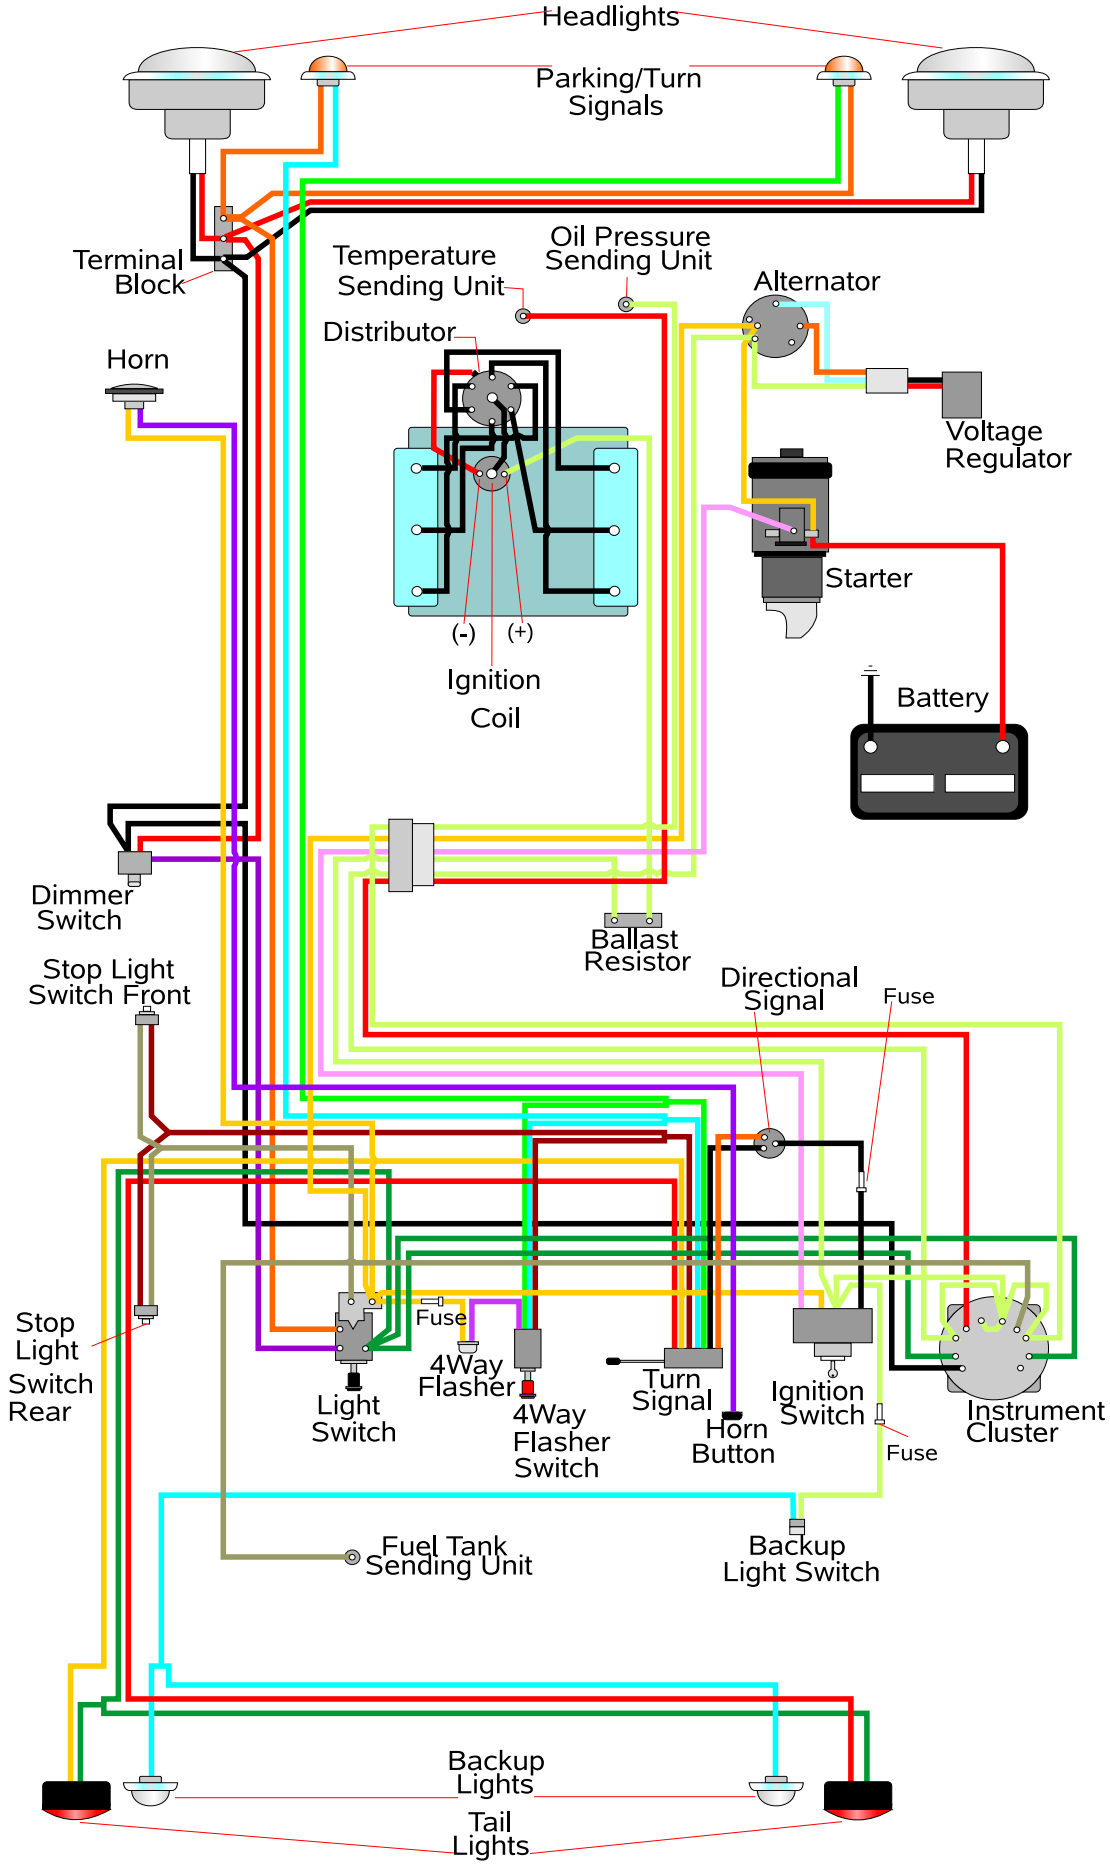 Headlights
Parking/Turn
Signals
Terminal
Block
Temperature
Sending Unit
Oil Pressure
Sending Unit
Alternator
Distributor
Horn
Voltage
Regulator
Starter
(-)
(+)
Ignition
Coil
Battery
Dimmer
Switch
Ballast
Resistor
Stop Light
Switch Front
Directional
Signal
Fuse
Stop
Light
Switch
Rear
Fuse
4Way
Flasher
Light
Switch
4Way
Flasher
Switch
Turn
Signal
Horn
Button
Ignition
Switch
Fuse
Instrument
Cluster
Fuel Tank
Sending Unit
Backup
Light Switch
Backup
Lights
Tail
Lights